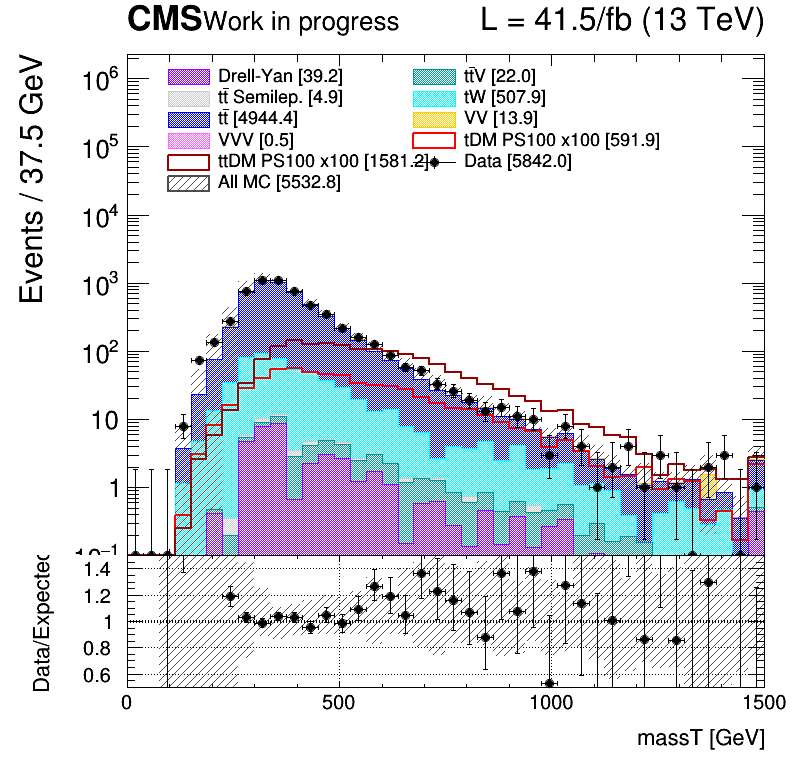 CMS Work in progress L = 41.5/fb (13 TeV)
Events / 37.5 GeV
10⁶
10⁵
10⁴
10³
10²
10
1
10⁻¹
Drell-Yan [39.2] tt̄V [22.0]
tt̄ Semilep. [4.9] tW [507.9]
tt̄ [4944.4] VV [13.9]
VVV [0.5] tDM PS100 x100 [591.9]
ttDM PS100 x100 [1581.2] Data [5842.0]
All MC [5532.8]
Data/Expected
1.4
1.2
1
0.8
0.6
0 500 1000 1500
massT [GeV]